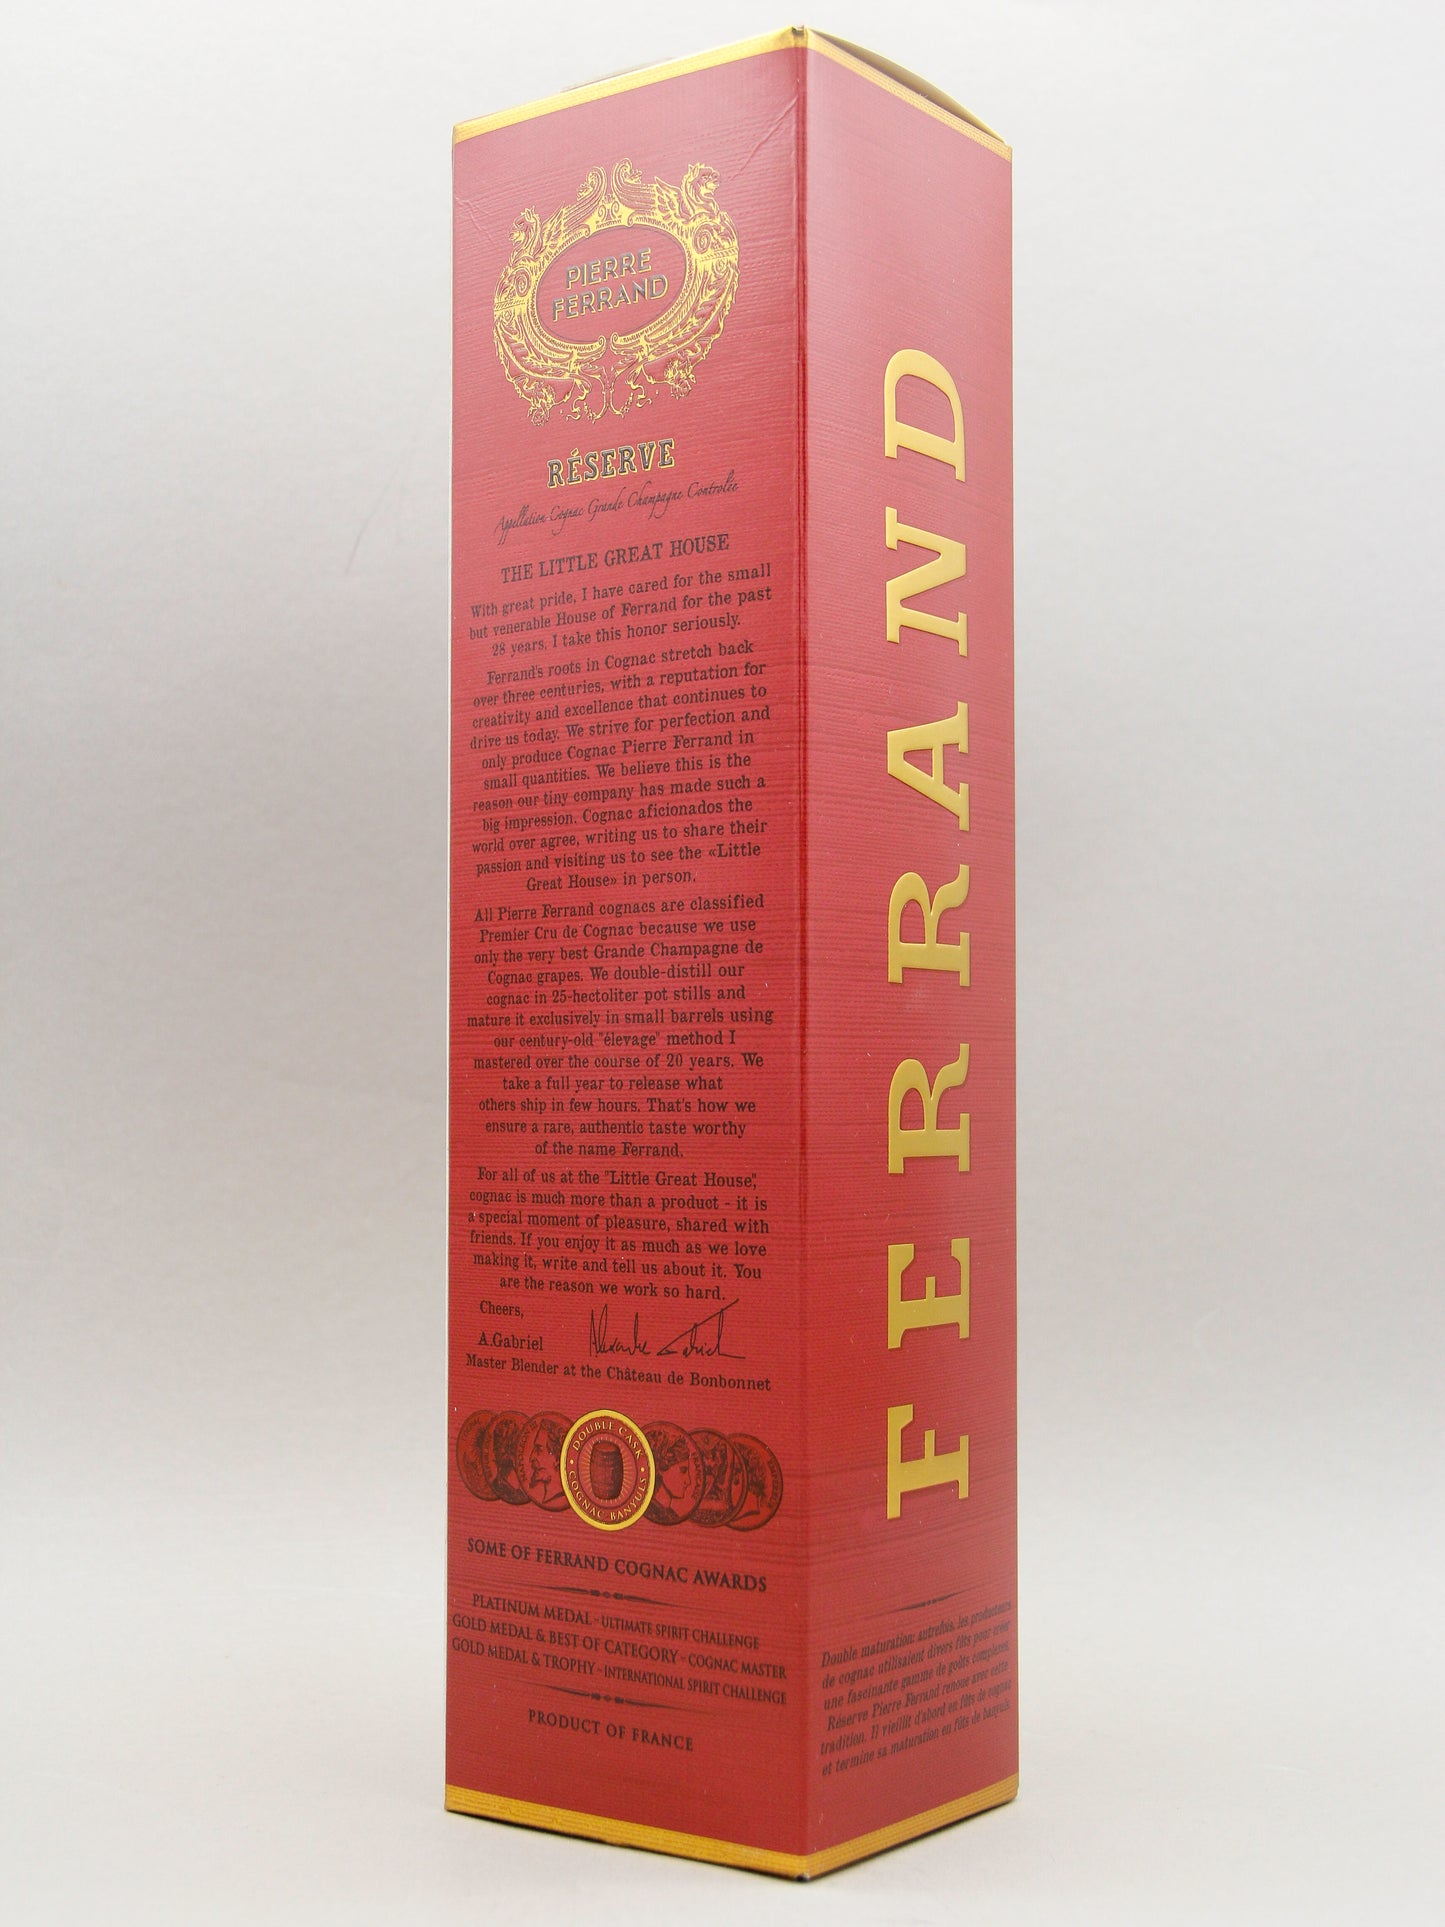 PIERRE
FERRAND
RÉSERVE
Appellation Cognac Grande Champagne Controlée
THE LITTLE GREAT HOUSE
With great pride, I have cared for the small
but venerable House of Ferrand for the past
28 years. I take this honor seriously.
Ferrand's roots in Cognac stretch back
over three centuries, with a reputation for
creativity and excellence that continues to
drive us today. We strive for perfection and
only produce Cognac Pierre Ferrand in
small quantities. We believe this is the
reason our tiny company has made such a
big impression. Cognac aficionados the
world over agree, writing us to share their
passion and visiting us to see the «Little
Great House» in person.
All Pierre Ferrand cognacs are classified
Premier Cru de Cognac because we use
only the very best Grande Champagne de
Cognac grapes. We double-distill our
cognac in 25-hectoliter pot stills and
mature it exclusively in small barrels using
our century-old "élevage" method I
mastered over the course of 20 years. We
take a full year to release what
others ship in few hours. That's how we
ensure a rare, authentic taste worthy
of the name Ferrand.
For all of us at the "Little Great House",
cognac is much more than a product - it is
a special moment of pleasure, shared with
friends. If you enjoy it as much as we love
making it, write and tell us about it. You
are the reason we work so hard.
Cheers,
A.Gabriel
Master Blender at the Château de Bonbonnet
DOUBLE CASK
COGNAC-BANYULS
SOME OF FERRAND COGNAC AWARDS
PLATINUM MEDAL - ULTIMATE SPIRIT CHALLENGE
GOLD MEDAL & BEST OF CATEGORY - COGNAC MASTER
GOLD MEDAL & TROPHY - INTERNATIONAL SPIRIT CHALLENGE
PRODUCT OF FRANCE
FERRAND
Double maturation: autrefois, les producteurs
de cognac utilisaient divers fûts pour créer
une fascinante gamme de goûts complexes.
Réserve Pierre Ferrand renoue avec cette
tradition. Il vieillit d'abord en fûts de cognac
et termine sa maturation en fûts de banyuls.